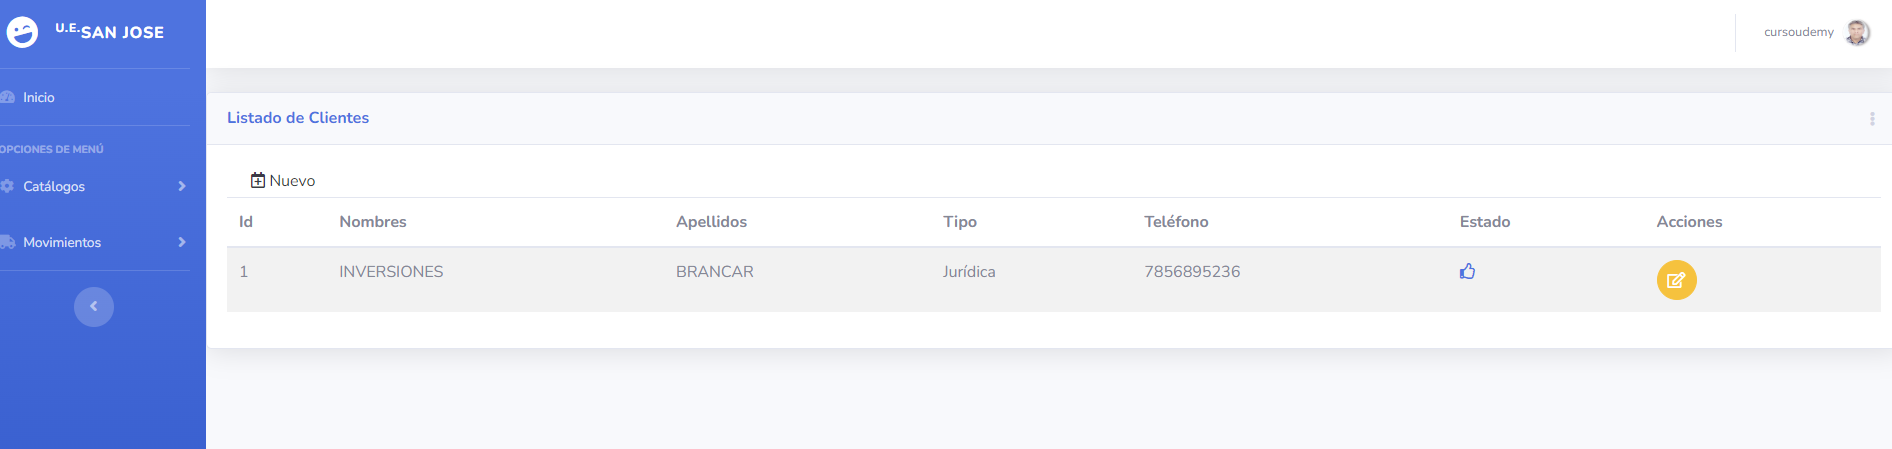 U.E.SAN JOSE
cursoudemy
Inicio
OPCIONES DE MENÚ
Catálogos
Movimientos
Listado de Clientes
Nuevo
Id Nombres Apellidos Tipo Teléfono Estado Acciones
1 INVERSIONES BRANCAR Jurídica 7856895236